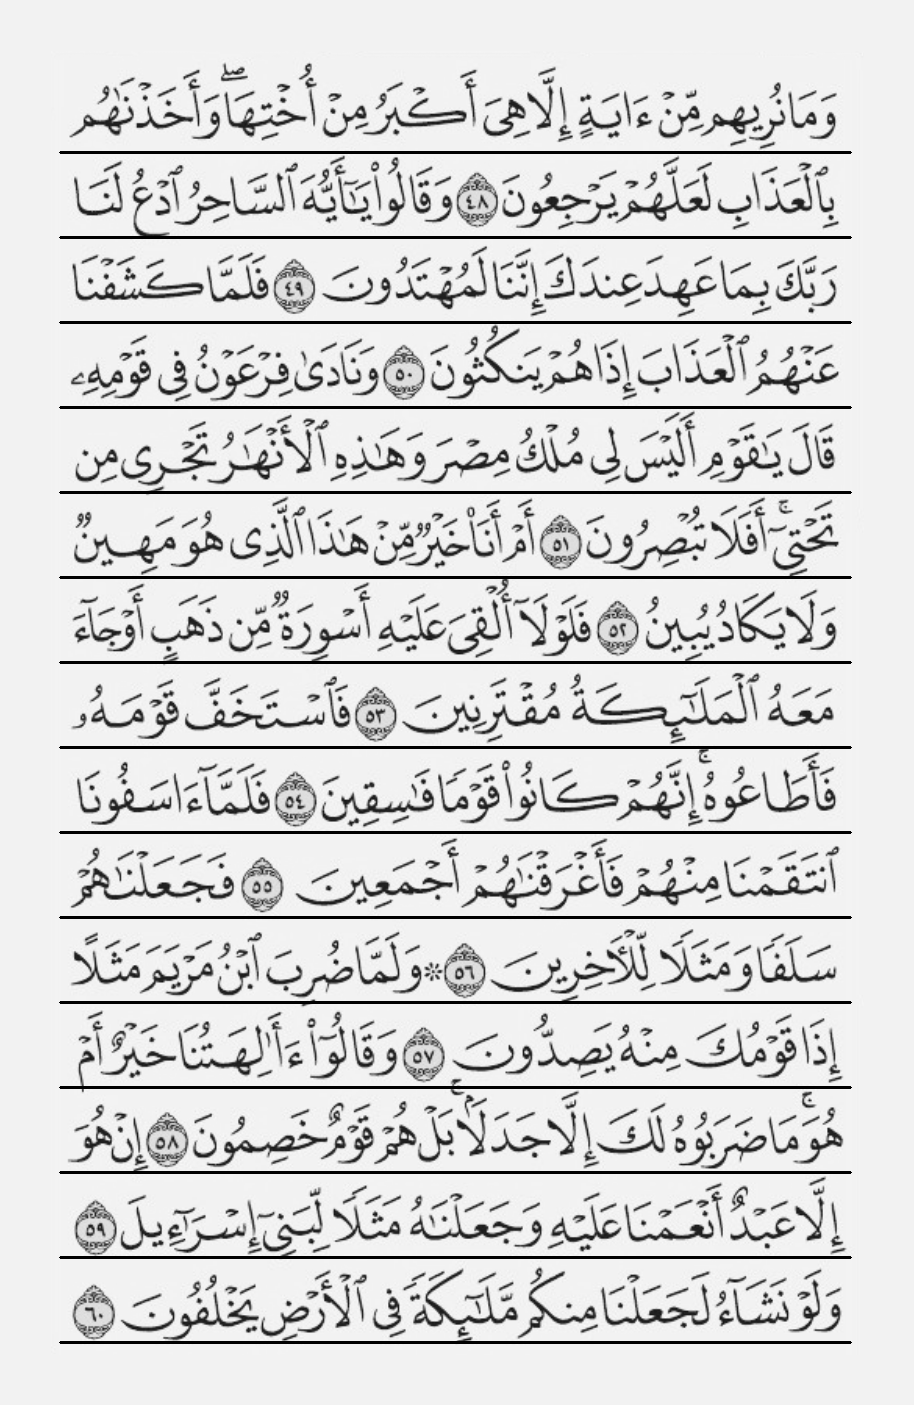 وَمَا نُرِيهِم مِّنْ ءَايَةٍ إِلَّا هِىَ أَكْبَرُ مِنْ أُخْتِهَا ۖ وَأَخَذْنَٰهُم
بِٱلْعَذَابِ لَعَلَّهُمْ يَرْجِعُونَ ٤٨ وَقَالُوا۟ يَٰٓأَيُّهَ ٱلسَّاحِرُ ٱدْعُ لَنَا
رَبَّكَ بِمَا عَهِدَ عِندَكَ إِنَّنَا لَمُهْتَدُونَ ٤٩ فَلَمَّا كَشَفْنَا
عَنْهُمُ ٱلْعَذَابَ إِذَا هُمْ يَنكُثُونَ ٥٠ وَنَادَىٰ فِرْعَوْنُ فِى قَوْمِهِۦ
قَالَ يَٰقَوْمِ أَلَيْسَ لِى مُلْكُ مِصْرَ وَهَٰذِهِ ٱلْأَنْهَٰرُ تَجْرِى مِن
تَحْتِىٓ ۚ أَفَلَا تُبْصِرُونَ ٥١ أَمْ أَنَا۠ خَيْرٌ مِّنْ هَٰذَا ٱلَّذِى هُوَ مَهِينٌ
وَلَا يَكَادُ يُبِينُ ٥٢ فَلَوْلَآ أُلْقِىَ عَلَيْهِ أَسْوِرَةٌ مِّن ذَهَبٍ أَوْ جَآءَ
مَعَهُ ٱلْمَلَٰٓئِكَةُ مُقْتَرِنِينَ ٥٣ فَٱسْتَخَفَّ قَوْمَهُۥ
فَأَطَاعُوهُ ۚ إِنَّهُمْ كَانُوا۟ قَوْمًا فَٰسِقِينَ ٥٤ فَلَمَّآ ءَاسَفُونَا
ٱنتَقَمْنَا مِنْهُمْ فَأَغْرَقْنَٰهُمْ أَجْمَعِينَ ٥٥ فَجَعَلْنَٰهُمْ
سَلَفًا وَمَثَلًا لِّلْءَاخِرِينَ ٥٦ ۞ وَلَمَّا ضُرِبَ ٱبْنُ مَرْيَمَ مَثَلًا
إِذَا قَوْمُكَ مِنْهُ يَصِدُّونَ ٥٧ وَقَالُوٓا۟ ءَأَٰلِهَتُنَا خَيْرٌ أَمْ
هُوَ ۚ مَا ضَرَبُوهُ لَكَ إِلَّا جَدَلًۢا ۚ بَلْ هُمْ قَوْمٌ خَصِمُونَ ٥٨ إِنْ هُوَ
إِلَّا عَبْدٌ أَنْعَمْنَا عَلَيْهِ وَجَعَلْنَٰهُ مَثَلًا لِّبَنِىٓ إِسْرَٰٓءِيلَ ٥٩
وَلَوْ نَشَآءُ لَجَعَلْنَا مِنكُم مَّلَٰٓئِكَةً فِى ٱلْأَرْضِ يَخْلُفُونَ ٦٠